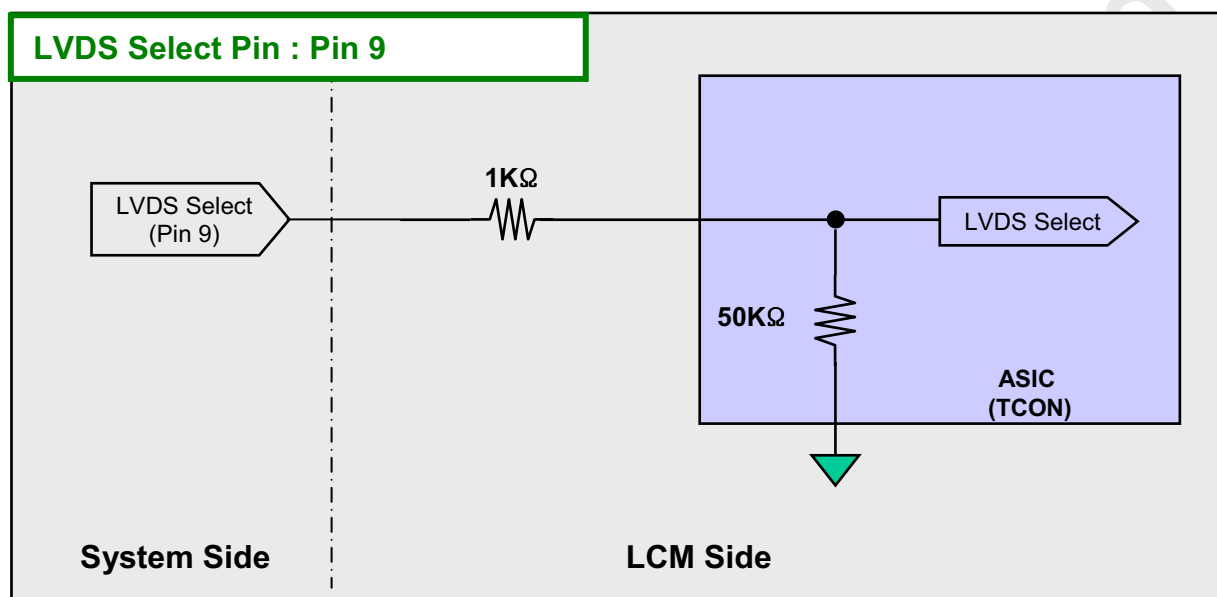 LVDS Select Pin : Pin 9
1KΩ
LVDS Select
(Pin 9)
LVDS Select
50KΩ
ASIC
(TCON)
System Side
LCM Side